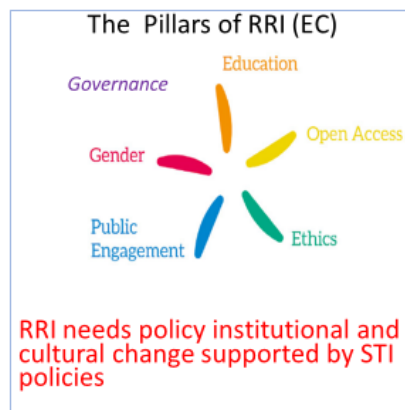 The Pillars of RRI (EC)
Education
Governance
Open Access
Gender
Public
Engagement
Ethics
RRI needs policy institutional and
cultural change supported by STI
policies